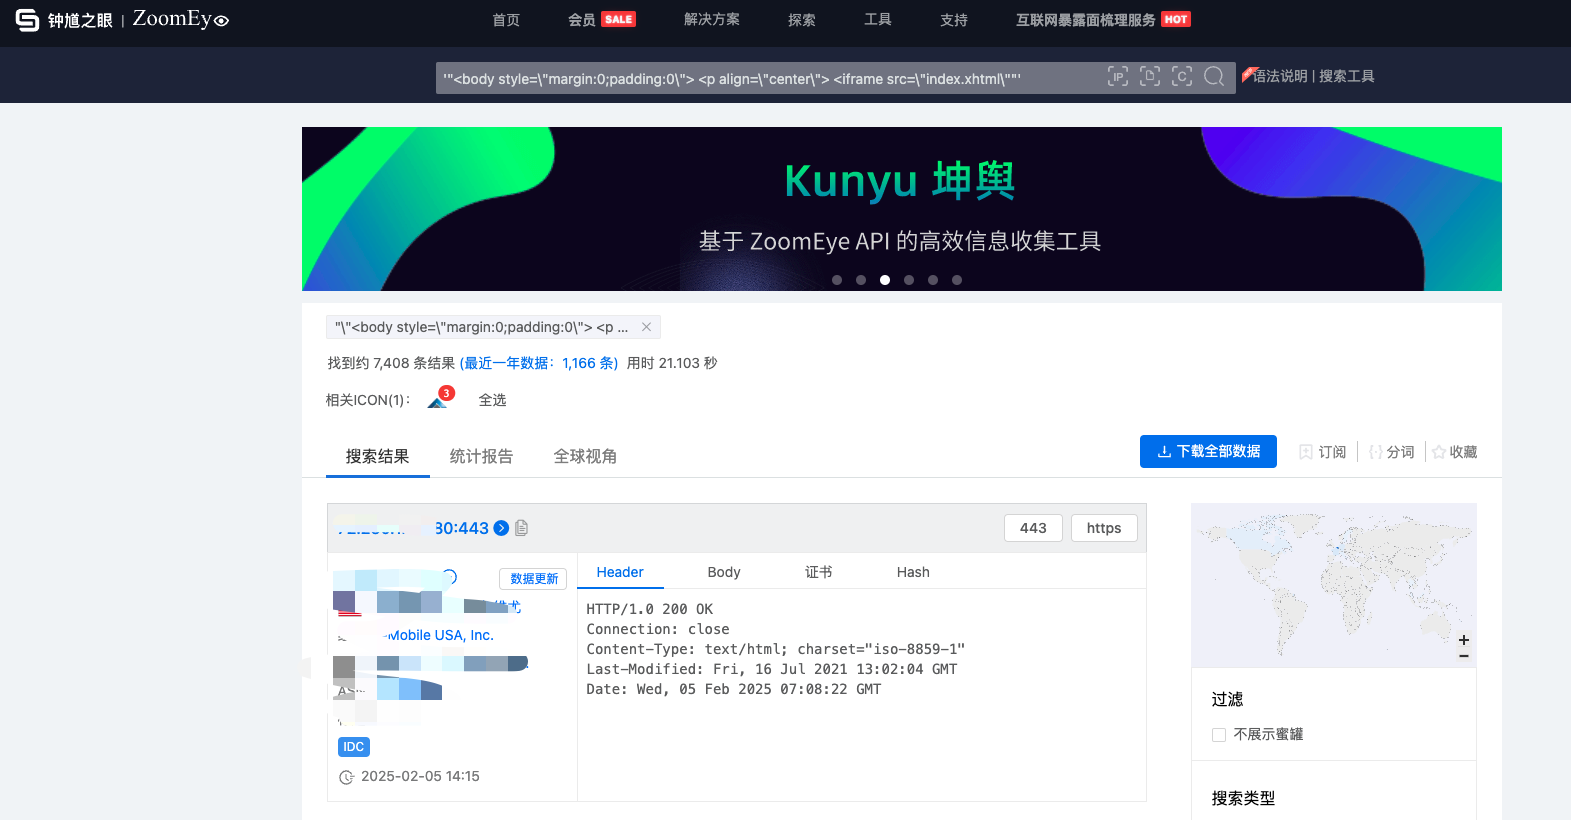 钟馗之眼 | ZoomEye
首页 会员 SALE 解决方案 探索 工具 支持 互联网暴露面梳理服务 HOT
'"<body style=\"margin:0;padding:0\"> <p align=\"center\"> <iframe src=\"index.xhtml\""'
IP C 语法说明 | 搜索工具
Kunyu 坤舆
基于 ZoomEye API 的高效信息收集工具
"\"<body style=\"margin:0;padding:0\"> <p ...
找到约 7,408 条结果 (最近一年数据：1,166 条) 用时 21.103 秒
相关ICON(1)： 3 全选
搜索结果 统计报告 全球视角
下载全部数据 订阅 分词 收藏
30:443
443 https
数据更新
Mobile USA, Inc.
IDC
2025-02-05 14:15
Header Body 证书 Hash
HTTP/1.0 200 OK
Connection: close
Content-Type: text/html; charset="iso-8859-1"
Last-Modified: Fri, 16 Jul 2021 13:02:04 GMT
Date: Wed, 05 Feb 2025 07:08:22 GMT
+
−
过滤
不展示蜜罐
搜索类型